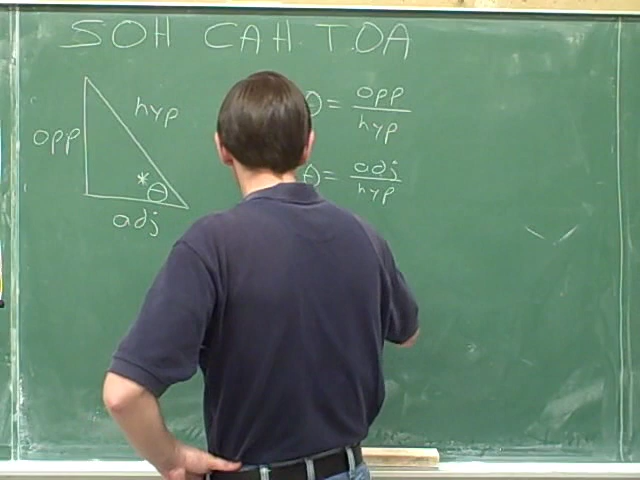 SOH CAH TOA
opp
hyp
* θ
adj
θ = opp
hyp
θ = adj
hyp